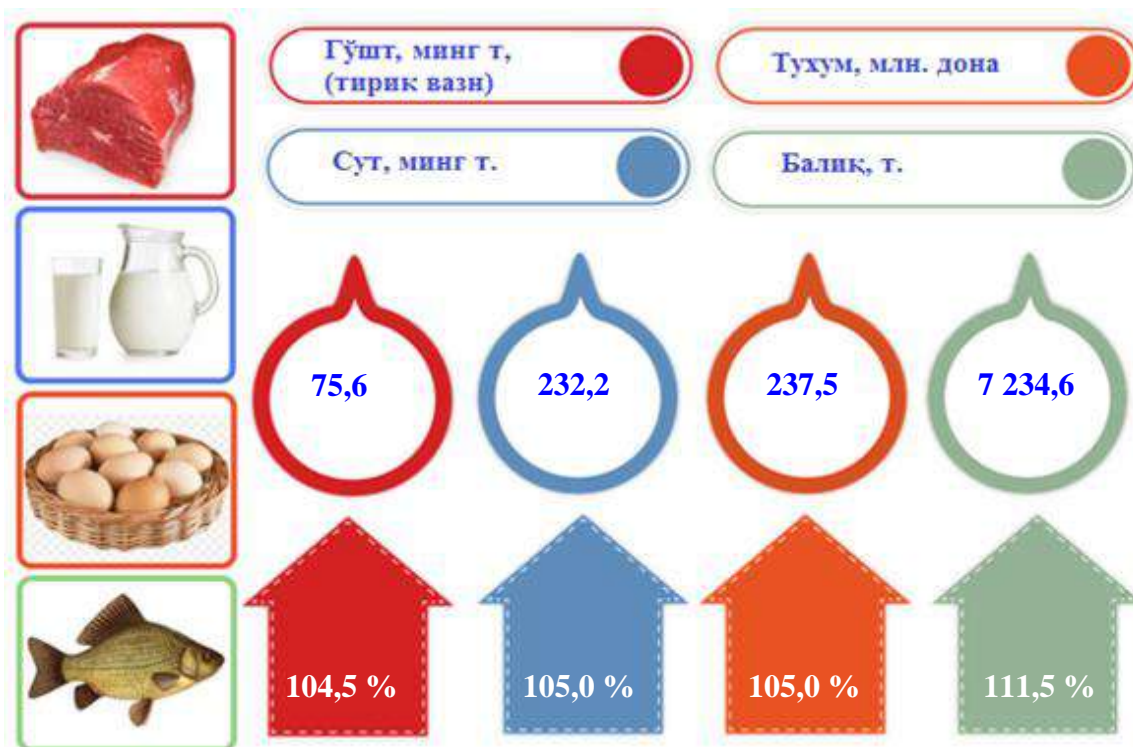 Гўшт, минг т,
(тирик вазн)
Тухум, млн. дона
Сут, минг т.
Балиқ, т.
75,6
232,2
237,5
7 234,6
104,5 %
105,0 %
105,0 %
111,5 %